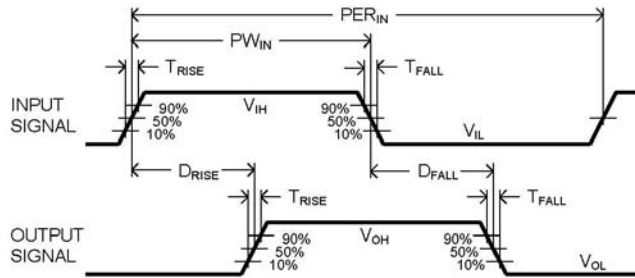 PER_IN
PW_IN
T_RISE T_FALL
INPUT SIGNAL
V_IH
90%
50%
10%
90%
50%
10%
V_IL
D_RISE D_FALL
T_RISE T_FALL
OUTPUT SIGNAL
V_OH
90%
50%
10%
90%
50%
10%
V_OL